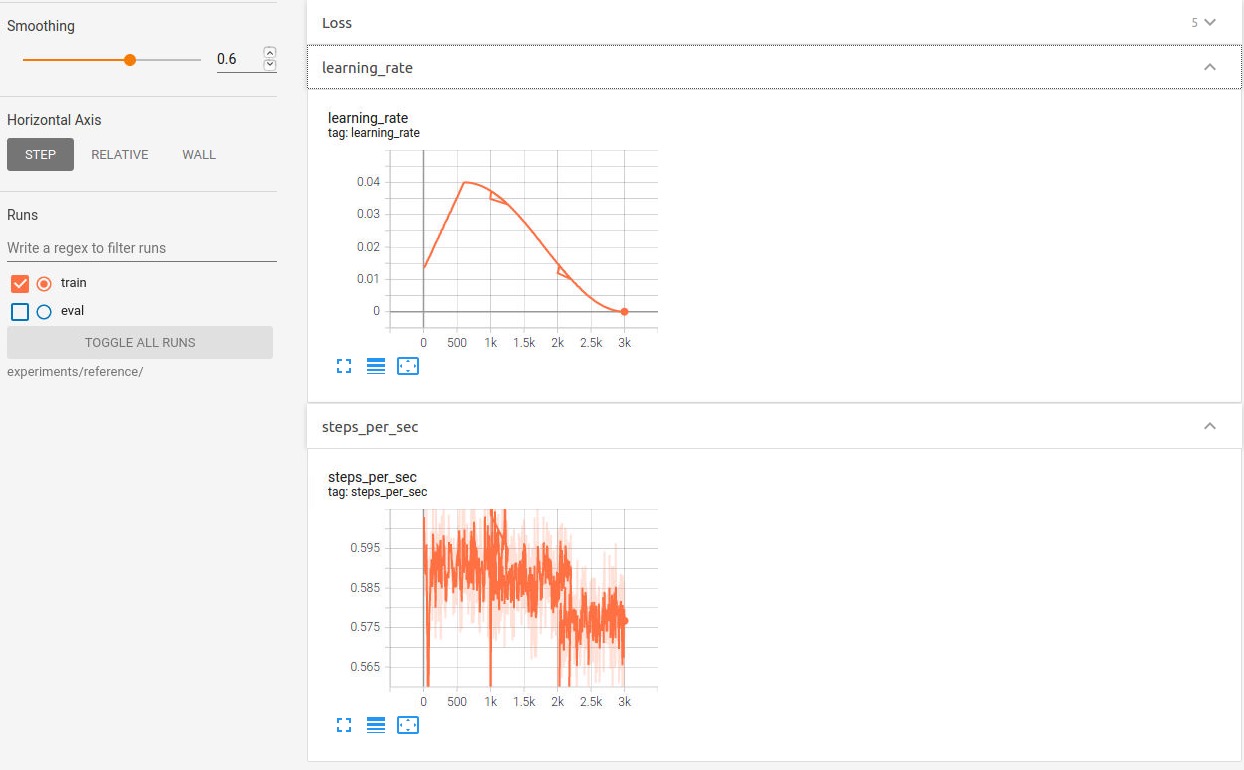 Smoothing
0.6
Horizontal Axis
STEP RELATIVE WALL
Runs
Write a regex to filter runs
train
eval
TOGGLE ALL RUNS
experiments/reference/
Loss 5
learning_rate
learning_rate
tag: learning_rate
0.04
0.03
0.02
0.01
0
0 500 1k 1.5k 2k 2.5k 3k
steps_per_sec
steps_per_sec
tag: steps_per_sec
0.595
0.585
0.575
0.565
0 500 1k 1.5k 2k 2.5k 3k